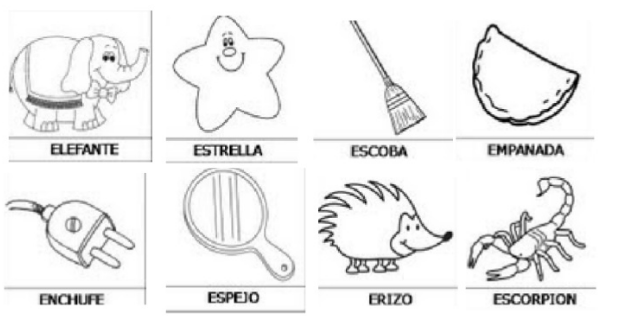 ELEFANTE ESTRELLA ESCOBA EMPANADA
ENCHUFE ESPEJO ERIZO ESCORPION